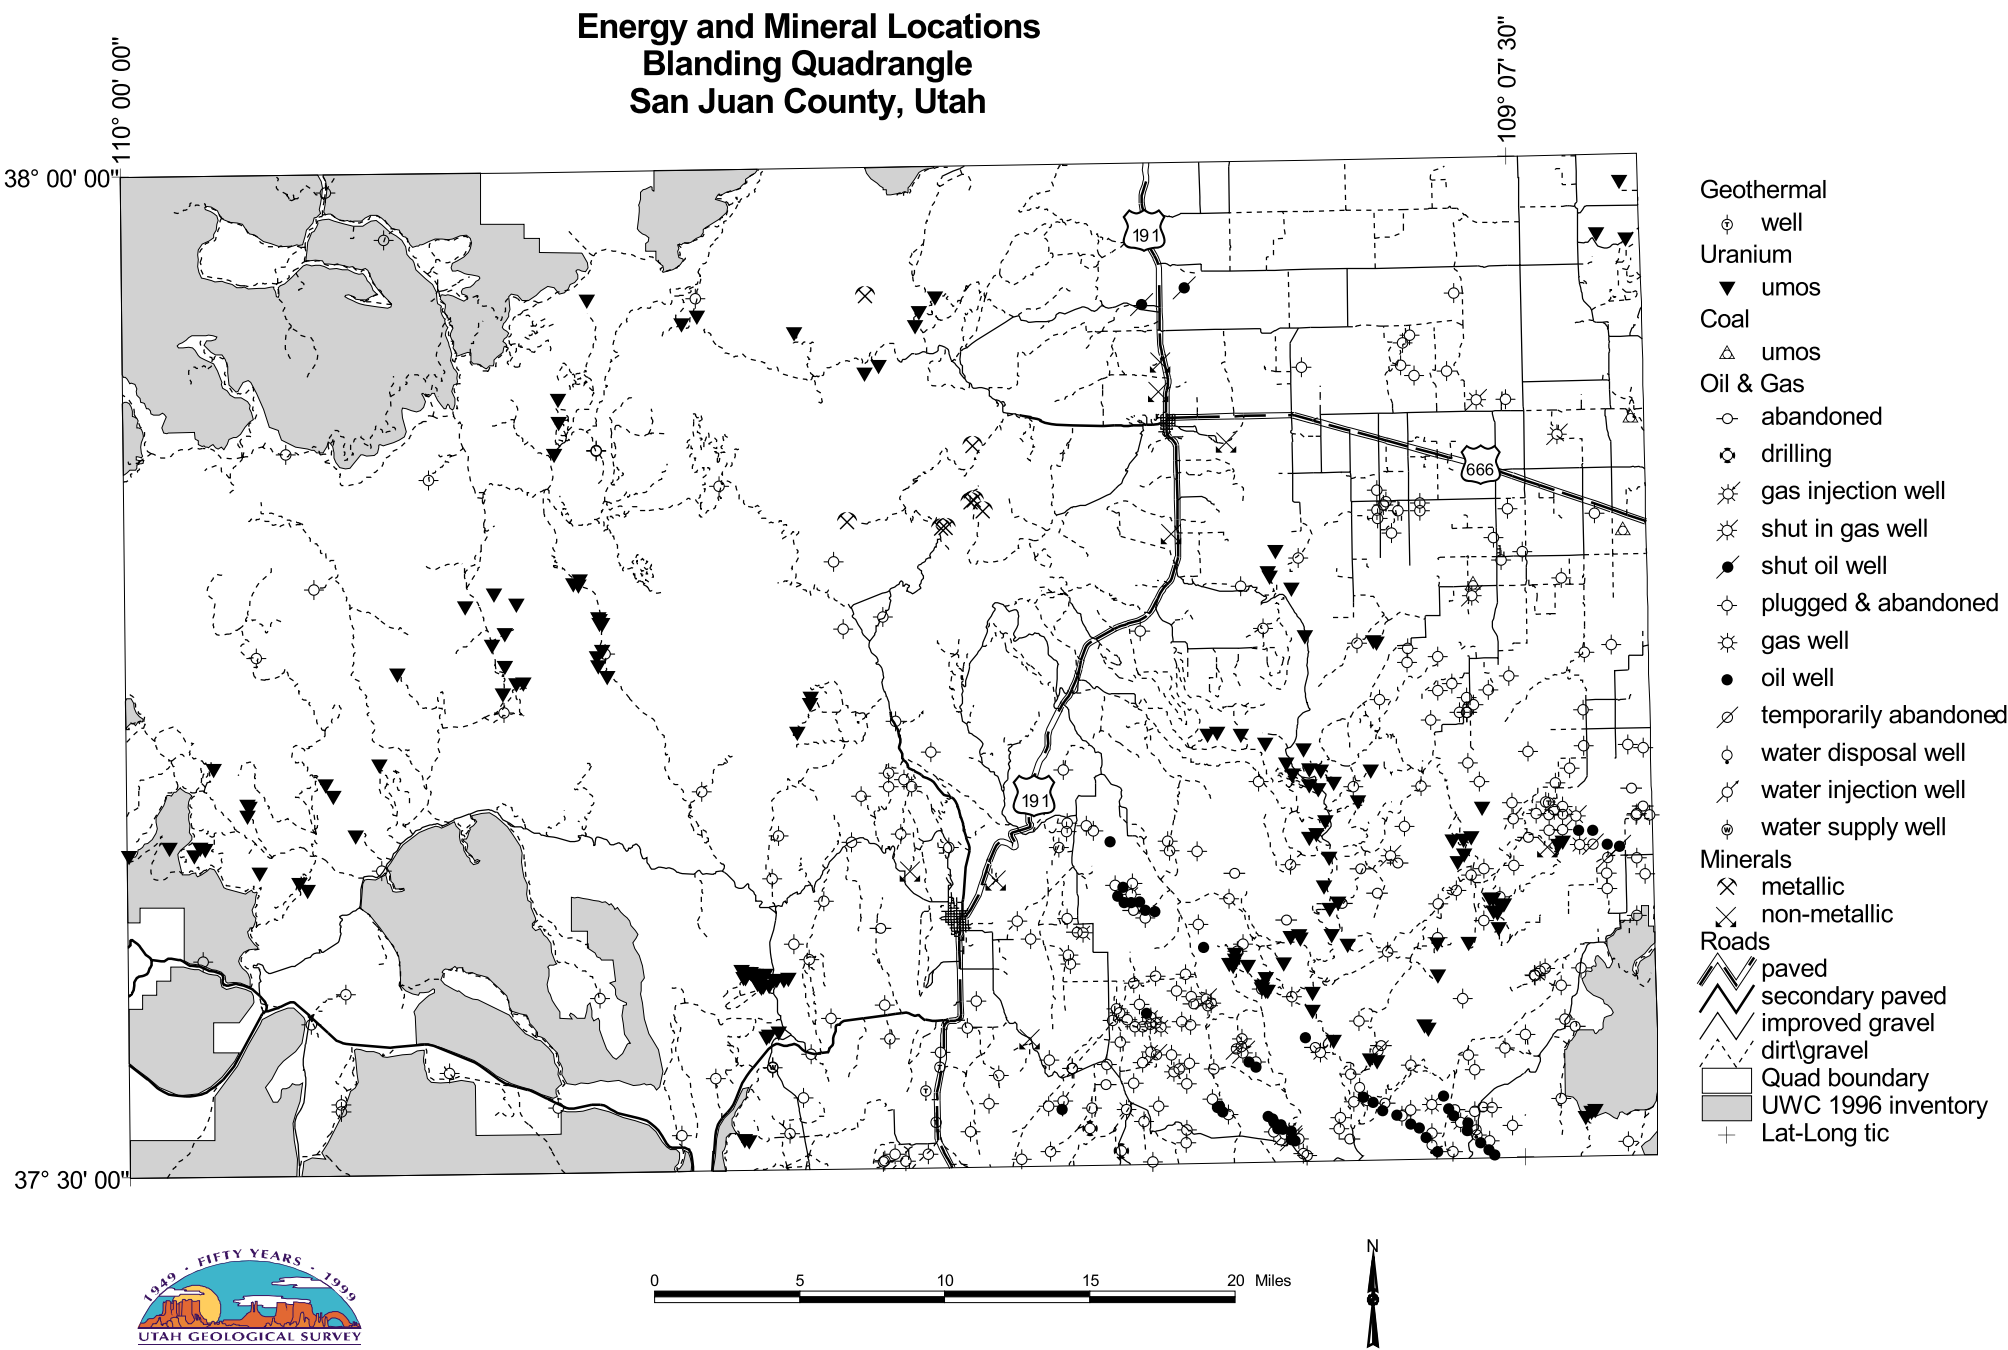 Energy and Mineral Locations
Blanding Quadrangle
San Juan County, Utah
110° 00' 00"
109° 07' 30"
38° 00' 00"
37° 30' 00"
191
666
191
Geothermal
well
Uranium
umos
Coal
umos
Oil & Gas
abandoned
drilling
gas injection well
shut in gas well
shut oil well
plugged & abandoned
gas well
oil well
temporarily abandoned
water disposal well
water injection well
water supply well
Minerals
metallic
non-metallic
Roads
paved
secondary paved
improved gravel
dirt\gravel
Quad boundary
UWC 1996 inventory
Lat-Long tic
1949 - FIFTY YEARS - 1999
UTAH GEOLOGICAL SURVEY
0 5 10 15 20 Miles
N